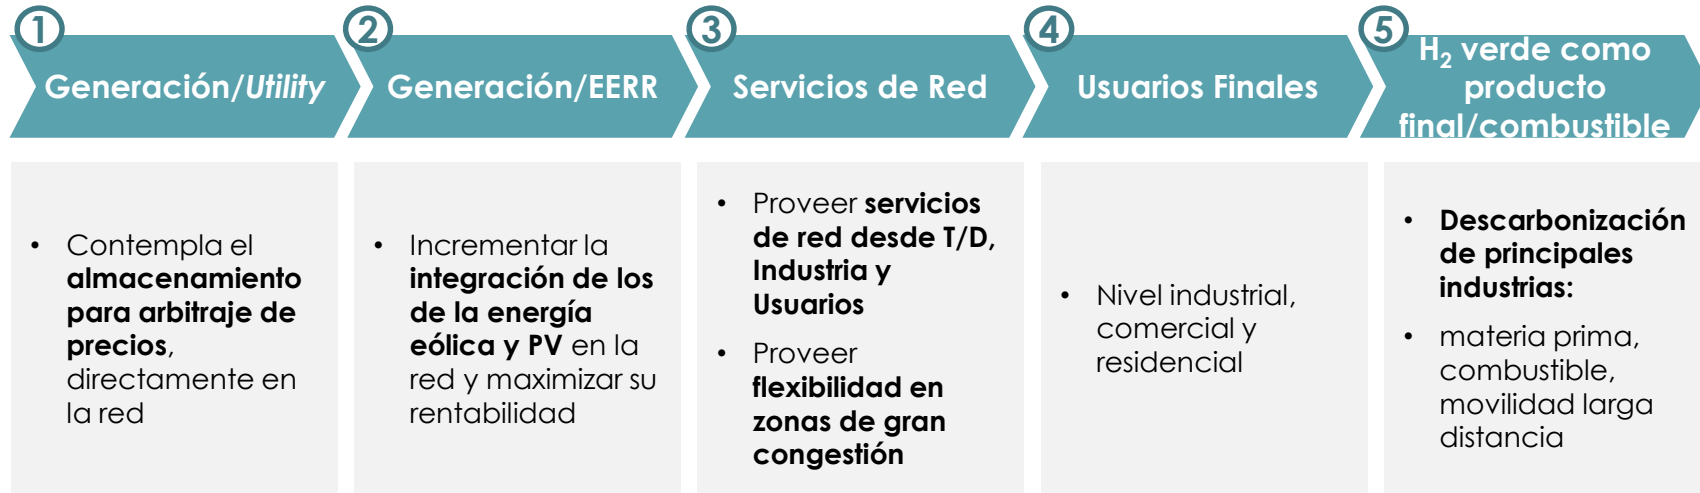 1
Generación/Utility
2
Generación/EERR
3
Servicios de Red
4
Usuarios Finales
5
H₂ verde como
producto
final/combustible
• Contempla el
almacenamiento
para arbitraje de
precios,
directamente en
la red
• Incrementar la
integración de los
de la energía
eólica y PV en la
red y maximizar su
rentabilidad
• Proveer servicios
de red desde T/D,
Industria y
Usuarios
• Proveer
flexibilidad en
zonas de gran
congestión
• Nivel industrial,
comercial y
residencial
• Descarbonización
de principales
industrias:
• materia prima,
combustible,
movilidad larga
distancia